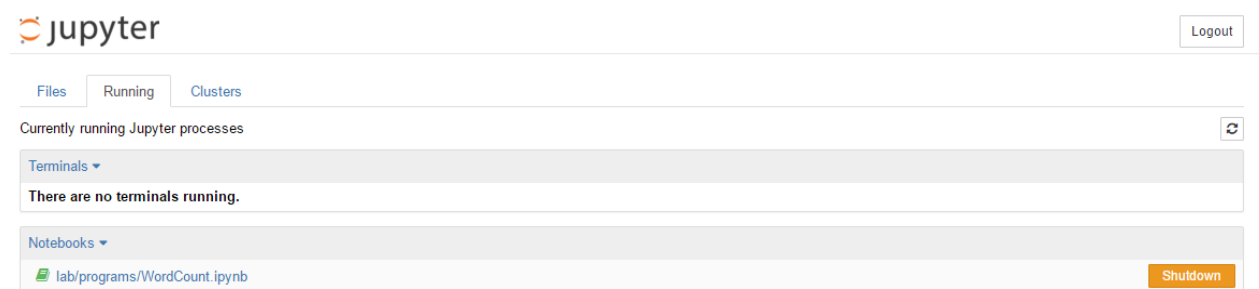 jupyter
Logout
Files Running Clusters
Currently running Jupyter processes
Terminals
There are no terminals running.
Notebooks
lab/programs/WordCount.ipynb Shutdown